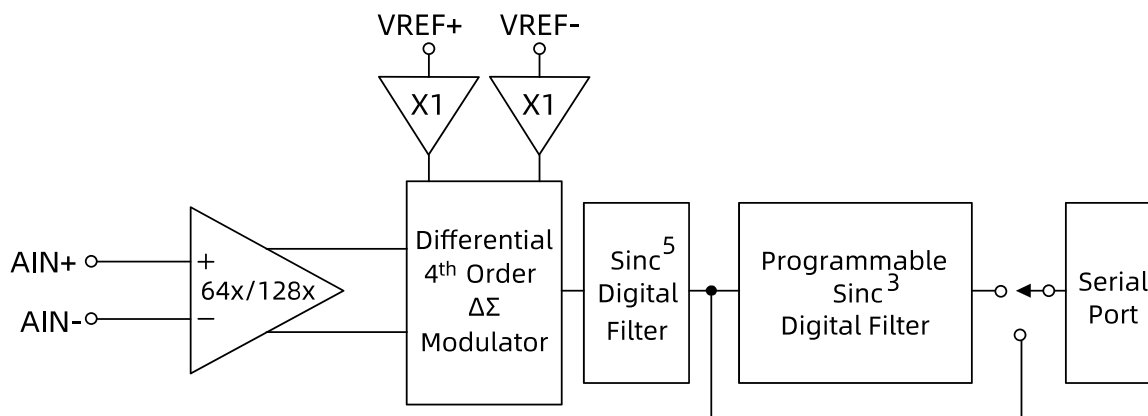 VREF+
VREF-
X1
X1
AIN+
AIN-
+
64x/128x
−
Differential
4th Order
ΔΣ
Modulator
Sinc5
Digital
Filter
Programmable
Sinc3
Digital Filter
Serial
Port